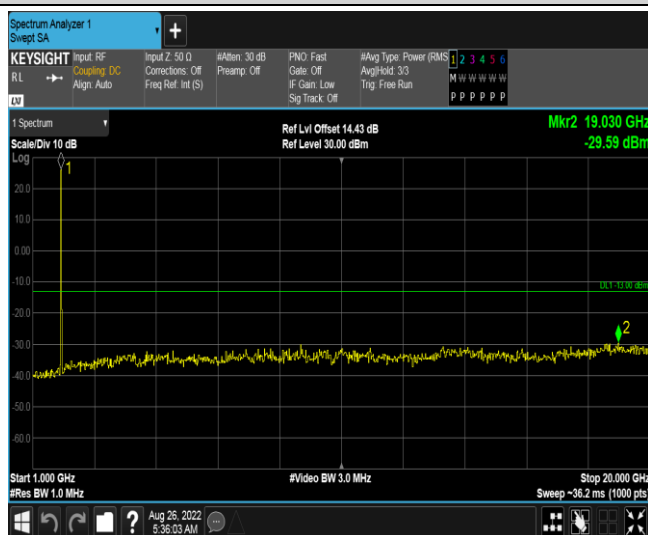 Spectrum Analyzer 1
Swept SA
+
KEYSIGHT
RL
LXI
Input: RF
Coupling: DC
Align: Auto
Input Z: 50 Ω
Corrections: Off
Freq Ref: Int (S)
#Atten: 30 dB
Preamp: Off
PNO: Fast
Gate: Off
IF Gain: Low
Sig Track: Off
#Avg Type: Power (RMS
Avg|Hold: 3/3
Trig: Free Run
1 2 3 4 5 6
M W W W W W
P P P P P P
1 Spectrum
Scale/Div 10 dB
Log
Ref Lvl Offset 14.43 dB
Ref Level 30.00 dBm
Mkr2 19.030 GHz
-29.59 dBm
1
20.0
10.0
0.00
-10.0
DL1 -13.00 dBm
-20.0
2
-30.0
-40.0
-50.0
-60.0
Start 1.000 GHz
#Video BW 3.0 MHz
Stop 20.000 GHz
#Res BW 1.0 MHz
Sweep ~36.2 ms (1000 pts)
?
Aug 26, 2022
5:36:03 AM